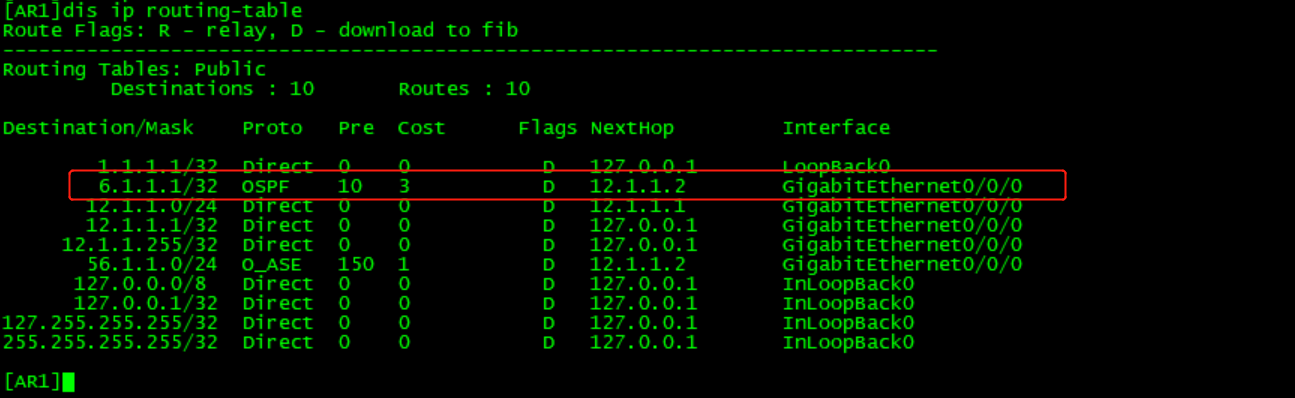 [AR1]dis ip routing-table
Route Flags: R - relay, D - download to fib
------------------------------------------------------------------------------
Routing Tables: Public
         Destinations : 10       Routes : 10

Destination/Mask    Proto   Pre  Cost      Flags NextHop         Interface

        1.1.1.1/32  Direct  0    0           D   127.0.0.1       LoopBack0
        6.1.1.1/32  OSPF    10   3           D   12.1.1.2        GigabitEthernet0/0/0
       12.1.1.0/24  Direct  0    0           D   12.1.1.1        GigabitEthernet0/0/0
       12.1.1.1/32  Direct  0    0           D   127.0.0.1       GigabitEthernet0/0/0
     12.1.1.255/32  Direct  0    0           D   127.0.0.1       GigabitEthernet0/0/0
       56.1.1.0/24  O_ASE   150  1           D   12.1.1.2        GigabitEthernet0/0/0
      127.0.0.0/8   Direct  0    0           D   127.0.0.1       InLoopBack0
      127.0.0.1/32  Direct  0    0           D   127.0.0.1       InLoopBack0
127.255.255.255/32  Direct  0    0           D   127.0.0.1       InLoopBack0
255.255.255.255/32  Direct  0    0           D   127.0.0.1       InLoopBack0

[AR1]